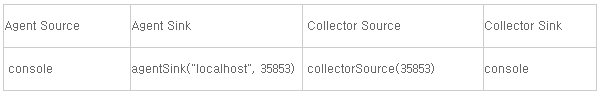 Agent Source Agent Sink Collector Source Collector Sink
console agentSink("localhost", 35853) collectorSource(35853) console